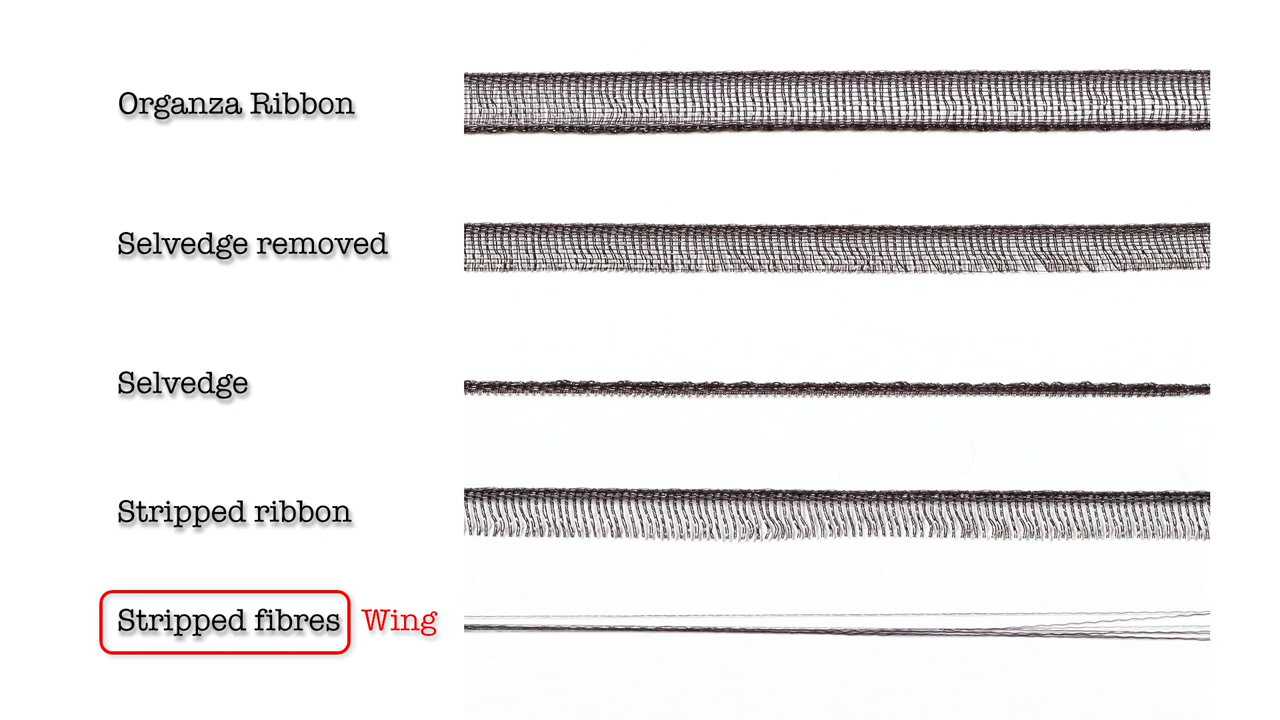 Organza Ribbon
Selvedge removed
Selvedge
Stripped ribbon
Stripped fibres Wing